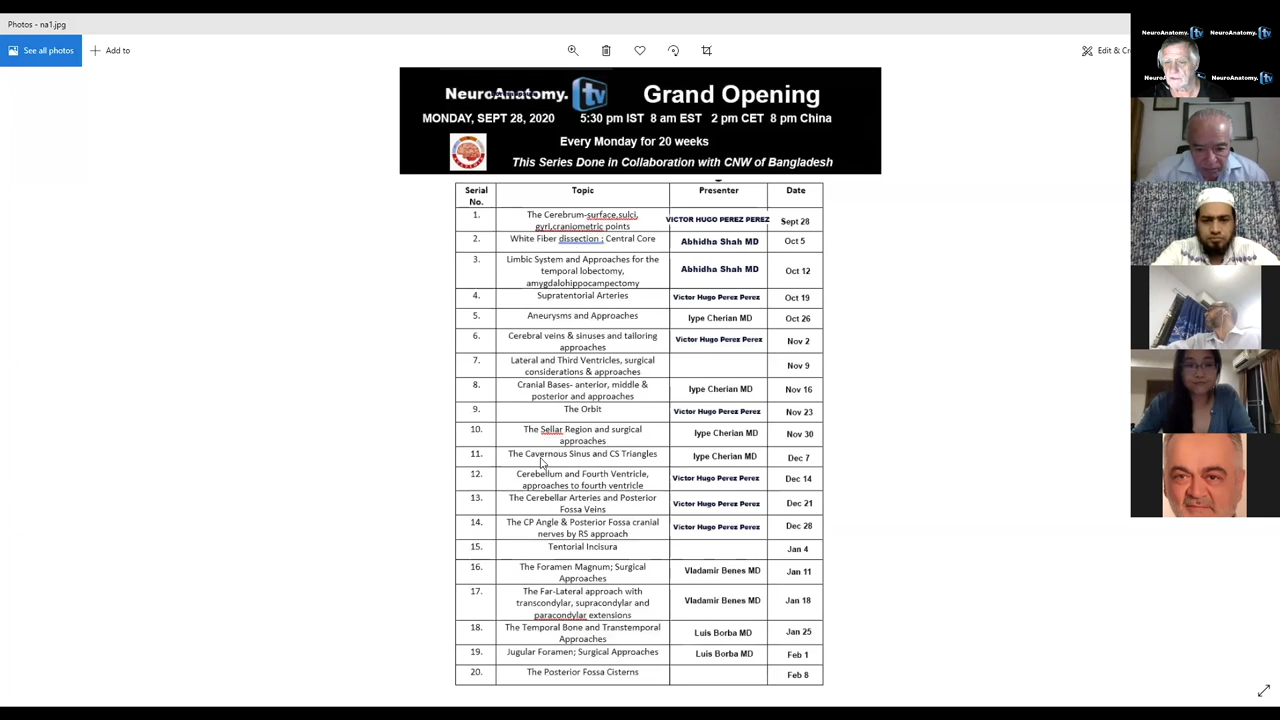 Photos - na1.jpg
See all photos
Add to
Edit & Cr
NeuroAnatomy. tv
Grand Opening
MONDAY, SEPT 28, 2020 5:30 pm IST 8 am EST 2 pm CET 8 pm China
Every Monday for 20 weeks
This Series Done in Collaboration with CNW of Bangladesh
Serial No. Topic Presenter Date
1. The Cerebrum-surface,sulci, VICTOR HUGO PEREZ PEREZ Sept 28
gyri,craniometric points
2. White Fiber dissection : Central Core Abhidha Shah MD Oct 5
3. Limbic System and Approaches for the
temporal lobectomy, Abhidha Shah MD Oct 12
amygdalohippocampectomy
4. Supratentorial Arteries Victor Hugo Perez Perez Oct 19
5. Aneurysms and Approaches Iype Cherian MD Oct 26
6. Cerebral veins & sinuses and tailoring Victor Hugo Perez Perez Nov 2
approaches
7. Lateral and Third Ventricles, surgical Nov 9
considerations & approaches
8. Cranial Bases- anterior, middle & Iype Cherian MD Nov 16
posterior and approaches
9. The Orbit Victor Hugo Perez Perez Nov 23
10. The Sellar Region and surgical Iype Cherian MD Nov 30
approaches
11. The Cavernous Sinus and CS Triangles Iype Cherian MD Dec 7
12. Cerebellum and Fourth Ventricle, Victor Hugo Perez Perez Dec 14
approaches to fourth ventricle
13. The Cerebellar Arteries and Posterior Victor Hugo Perez Perez Dec 21
Fossa Veins
14. The CP Angle & Posterior Fossa cranial Victor Hugo Perez Perez Dec 28
nerves by RS approach
15. Tentorial Incisura Jan 4
16. The Foramen Magnum; Surgical Vladamir Benes MD Jan 11
Approaches
17. The Far-Lateral approach with
transcondylar, supracondylar and Vladamir Benes MD Jan 18
paracondylar extensions
18. The Temporal Bone and Transtemporal Luis Borba MD Jan 25
Approaches
19. Jugular Foramen; Surgical Approaches Luis Borba MD Feb 1
20. The Posterior Fossa Cisterns Feb 8
NeuroAnatomy. tv NeuroAnatomy. tv
NeuroA NeuroAnatomy. tv